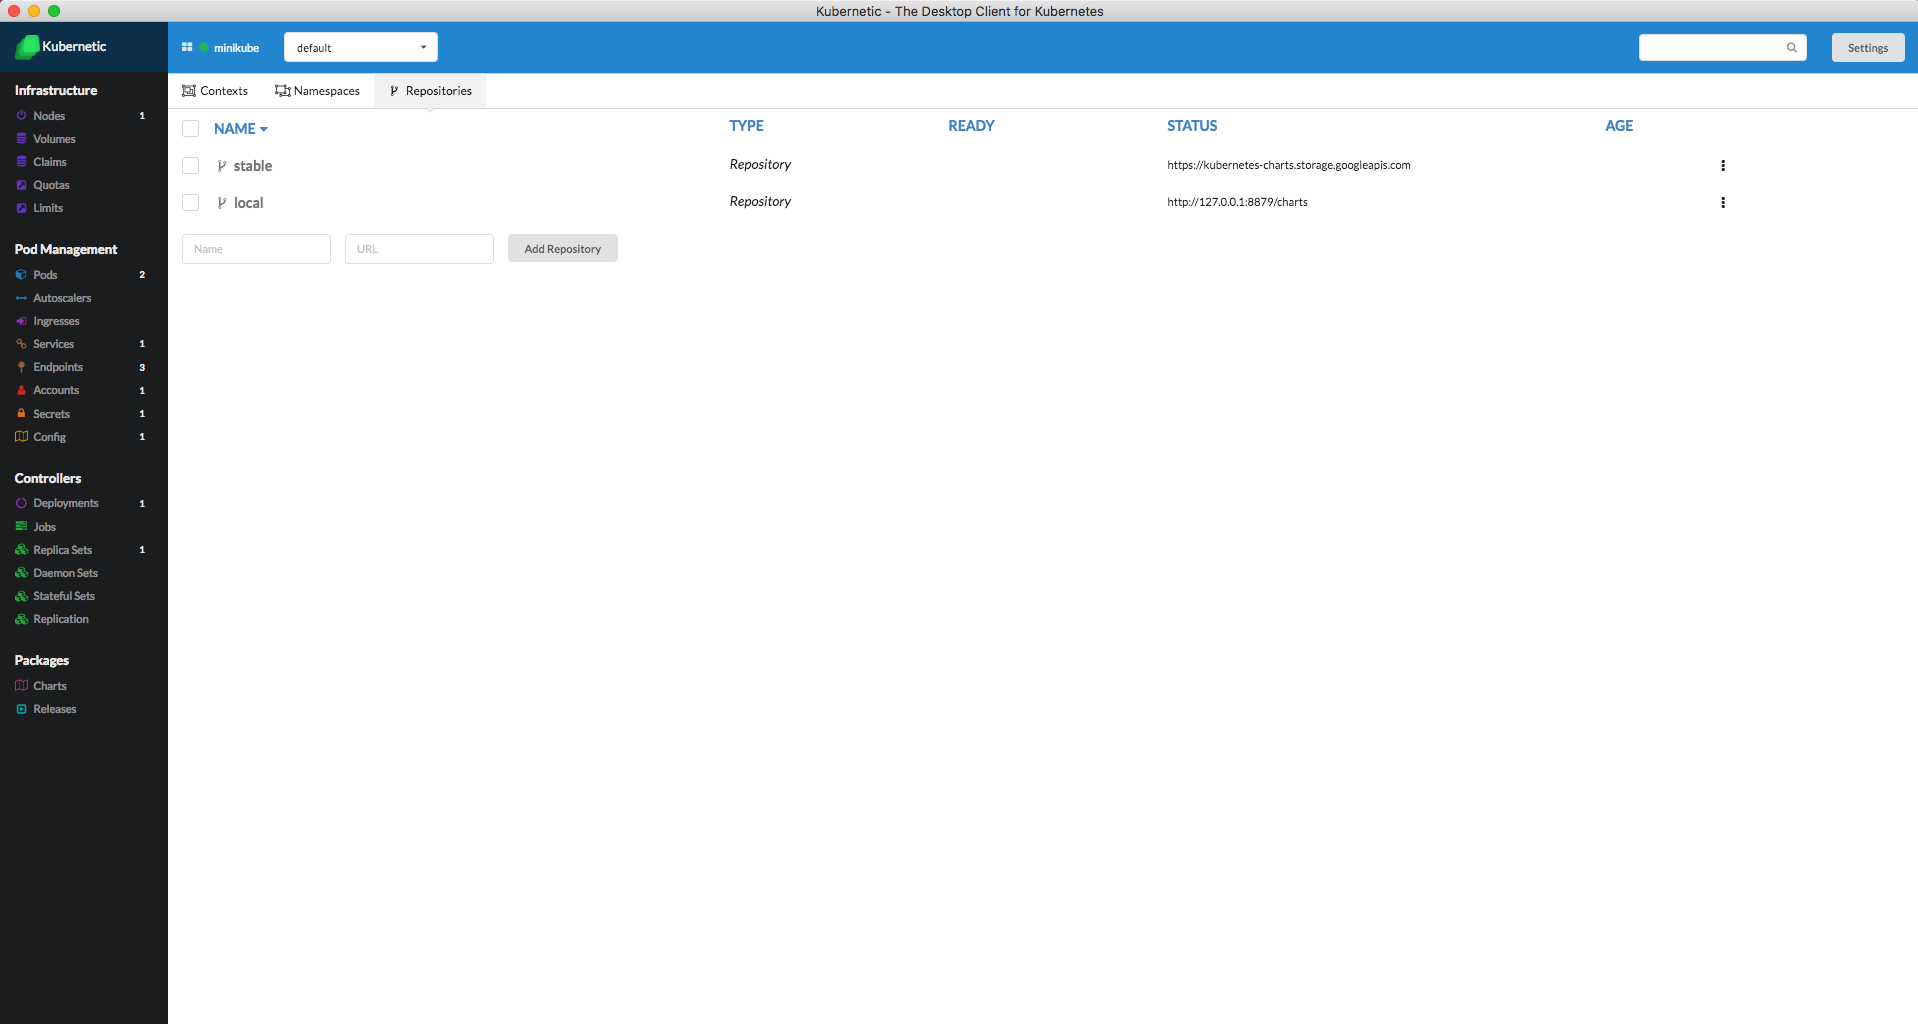 Kubernetic - The Desktop Client for Kubernetes
Kubernetic
minikube
default
Settings
Infrastructure
Nodes 1
Volumes
Claims
Quotas
Limits
Pod Management
Pods 2
Autoscalers
Ingresses
Services 1
Endpoints 3
Accounts 1
Secrets 1
Config 1
Controllers
Deployments 1
Jobs
Replica Sets 1
Daemon Sets
Stateful Sets
Replication
Packages
Charts
Releases
Contexts Namespaces Repositories
NAME TYPE READY STATUS AGE
stable Repository https://kubernetes-charts.storage.googleapis.com
local Repository http://127.0.0.1:8879/charts
Name URL Add Repository